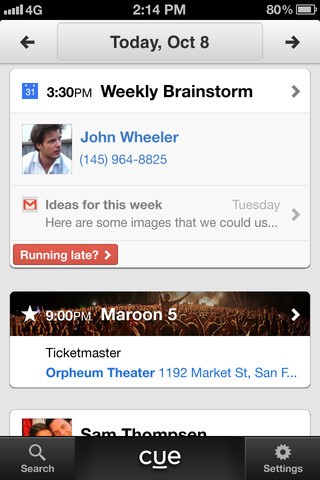 4G 2:14 PM 80%
Today, Oct 8
31 3:30PM Weekly Brainstorm
John Wheeler
(145) 964-8825
Ideas for this week Tuesday
Here are some images that we could us...
Running late?
9:00PM Maroon 5
Ticketmaster
Orpheum Theater 1192 Market St, San F...
Sam Thompsen
Search cue Settings